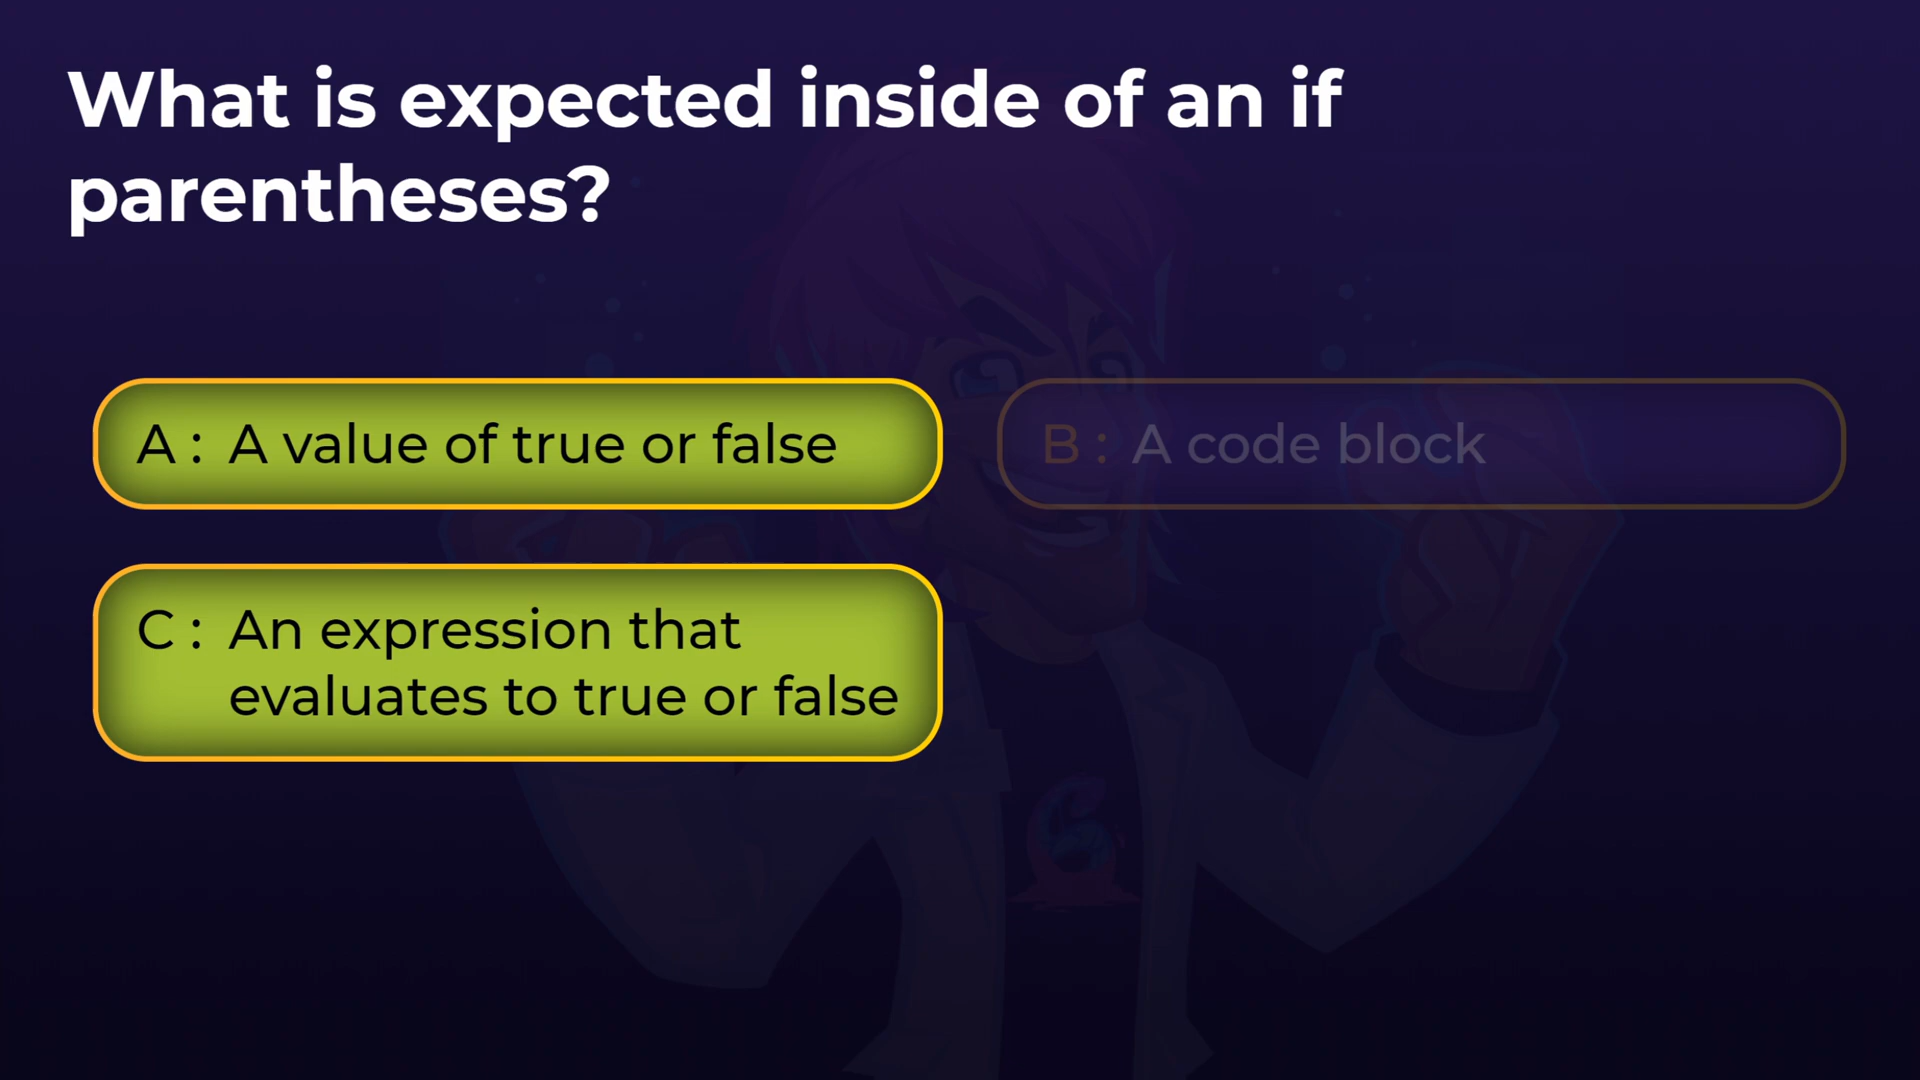 What is expected inside of an if
parentheses?
A : A value of true or false
B : A code block
C : An expression that
evaluates to true or false